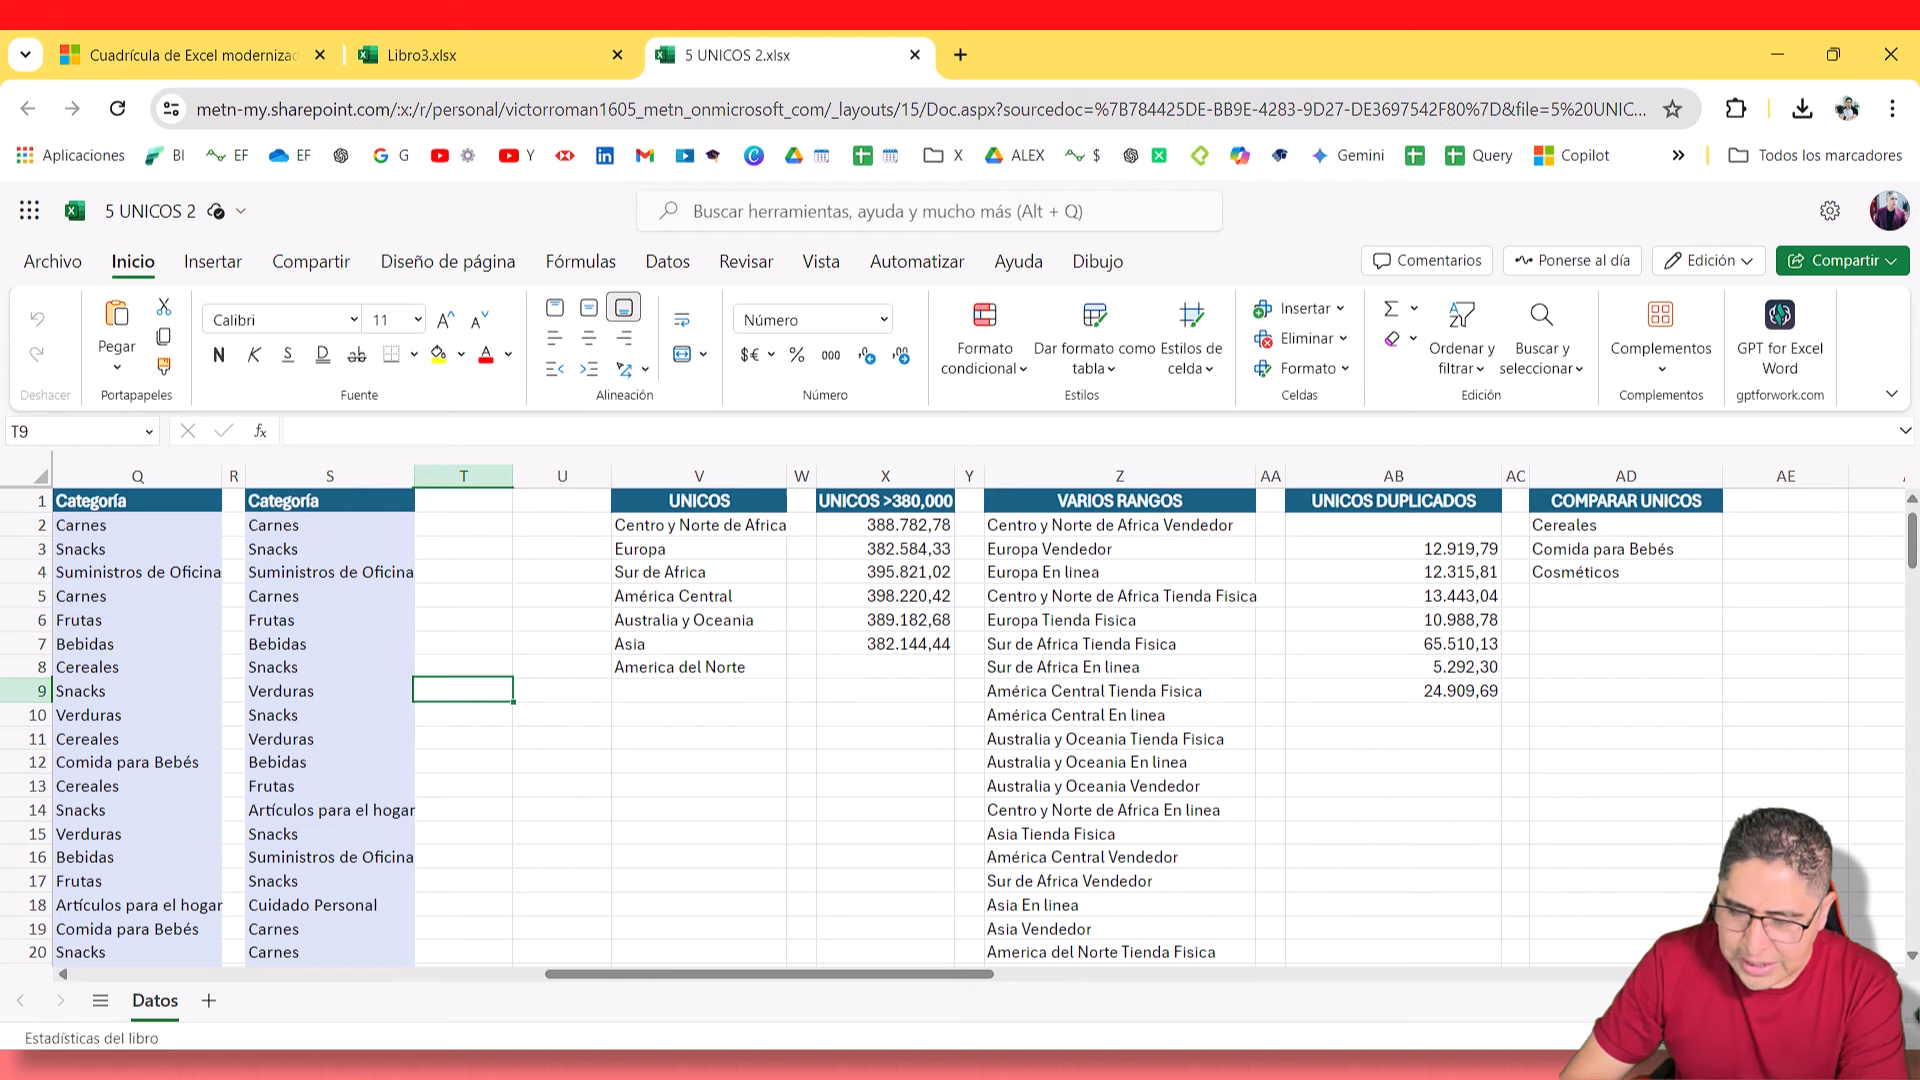 Cuadrícula de Excel moderniza
Libro3.xlsx
5 UNICOS 2.xlsx
metn-my.sharepoint.com/:x:/r/personal/victorroman1605_metn_onmicrosoft_com/_layouts/15/Doc.aspx?sourcedoc=%7B784425DE-BB9E-4283-9D27-DE3697542F80%7D&file=5%20UNIC...
Aplicaciones BI EF EF G Y X ALEX $ Gemini Query Copilot » Todos los marcadores
5 UNICOS 2
Buscar herramientas, ayuda y mucho más (Alt + Q)
Archivo Inicio Insertar Compartir Diseño de página Fórmulas Datos Revisar Vista Automatizar Ayuda Dibujo Comentarios Ponerse al día Edición Compartir
Pegar Calibri 11 Número Insertar
N K S D ab $€ % 000 Formato condicional Dar formato como tabla Estilos de celda Eliminar Formato Ordenar y filtrar Buscar y seleccionar Complementos GPT for Excel Word
Deshacer Portapapeles Fuente Alineación Número Estilos Celdas Edición Complementos gptforwork.com
T9 fx
Q R S T U V W X Y Z AA AB AC AD AE
1 Categoría Categoría UNICOS UNICOS >380,000 VARIOS RANGOS UNICOS DUPLICADOS COMPARAR UNICOS
2 Carnes Carnes Centro y Norte de Africa 388.782,78 Centro y Norte de Africa Vendedor Cereales
3 Snacks Snacks Europa 382.584,33 Europa Vendedor 12.919,79 Comida para Bebés
4 Suministros de Oficina Suministros de Oficina Sur de Africa 395.821,02 Europa En linea 12.315,81 Cosméticos
5 Carnes Carnes América Central 398.220,42 Centro y Norte de Africa Tienda Fisica 13.443,04
6 Frutas Frutas Australia y Oceania 389.182,68 Europa Tienda Fisica 10.988,78
7 Bebidas Bebidas Asia 382.144,44 Sur de Africa Tienda Fisica 65.510,13
8 Cereales Snacks America del Norte Sur de Africa En linea 5.292,30
9 Snacks Verduras América Central Tienda Fisica 24.909,69
10 Verduras Snacks América Central En linea
11 Cereales Verduras Australia y Oceania Tienda Fisica
12 Comida para Bebés Bebidas Australia y Oceania En linea
13 Cereales Frutas Australia y Oceania Vendedor
14 Snacks Artículos para el hogar Centro y Norte de Africa En linea
15 Verduras Snacks Asia Tienda Fisica
16 Bebidas Suministros de Oficina América Central Vendedor
17 Frutas Snacks Sur de Africa Vendedor
18 Artículos para el hogar Cuidado Personal Asia En linea
19 Comida para Bebés Carnes Asia Vendedor
20 Snacks Carnes America del Norte Tienda Fisica
Datos
Estadísticas del libro